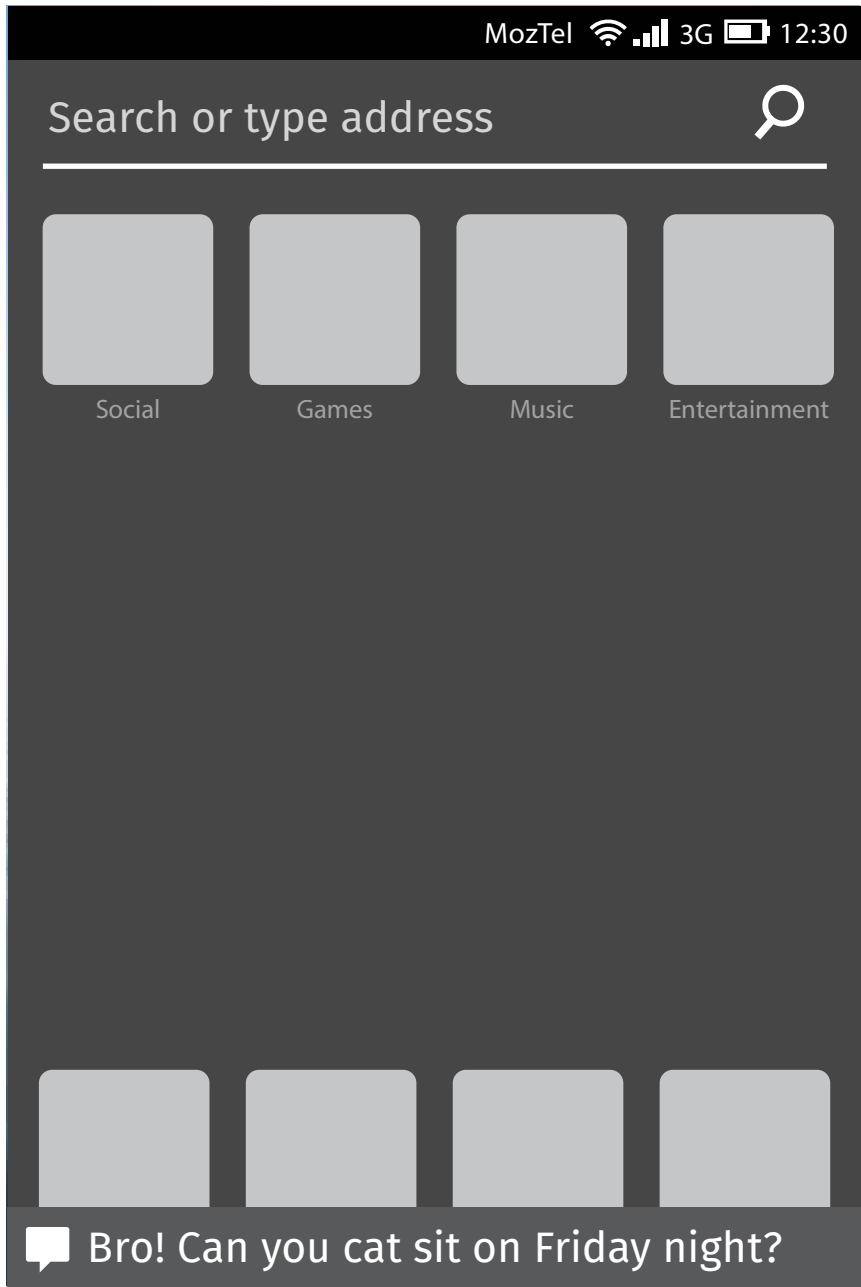 MozTel 3G 12:30
Search or type address
Social Games Music Entertainment
Bro! Can you cat sit on Friday night?